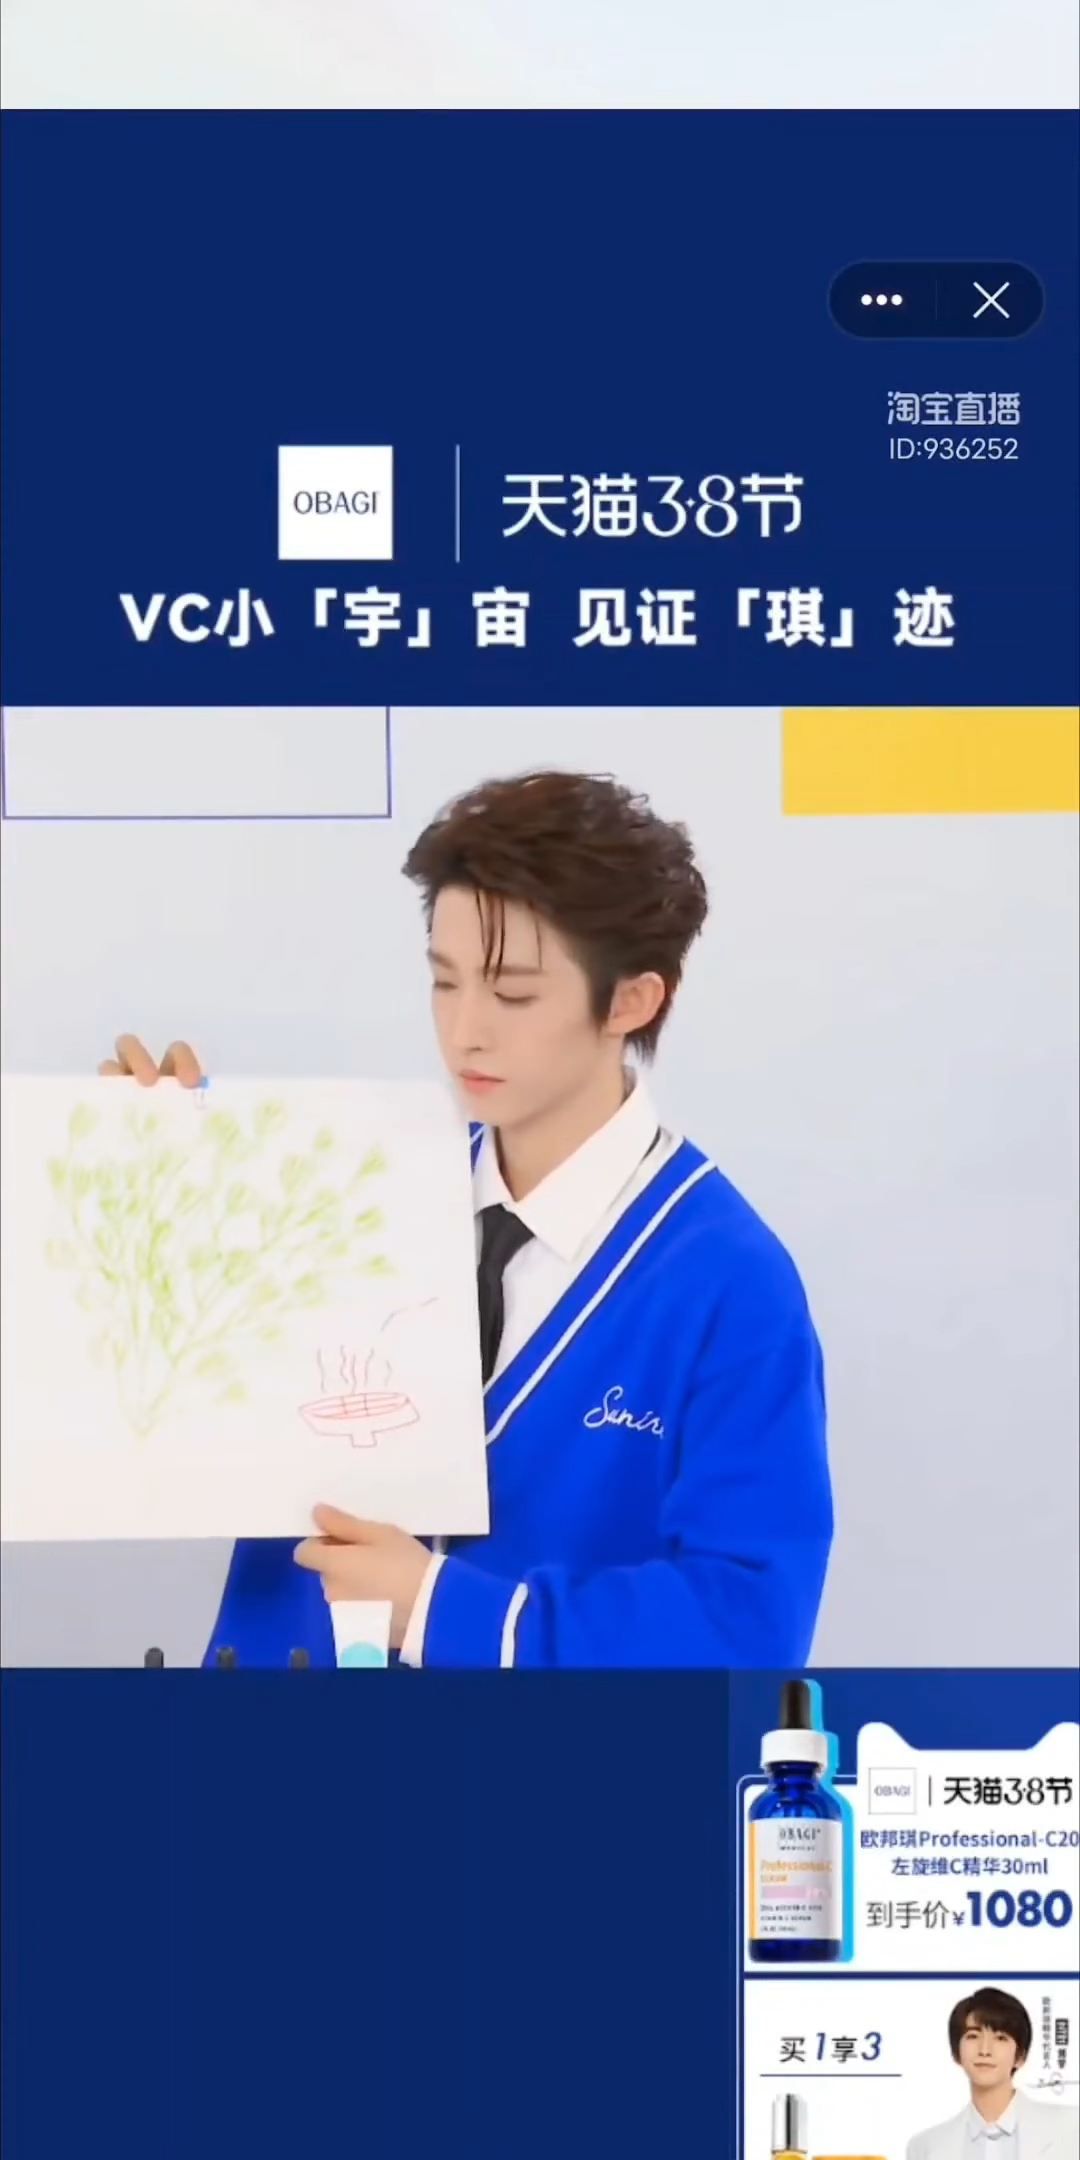 淘宝直播
ID:936252
OBAGI
天猫3·8节
VC小「宇」宙 见证「琪」迹
Sanir
OBAGI
天猫3·8节
欧邦琪Professional-C20
左旋维C精华30ml
到手价¥1080
OBAGI
Professional-C
买1享3